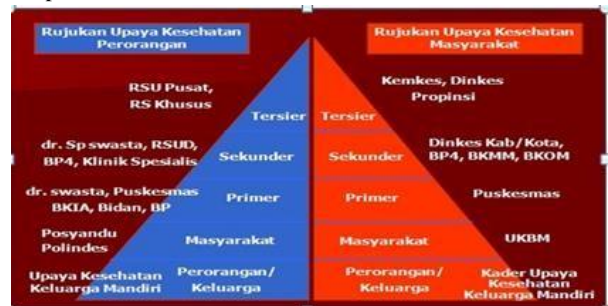 Rujukan Upaya Kesehatan
Perorangan
Rujukan Upaya Kesehatan
Masyarakat
RSU Pusat,
RS Khusus
Tersier
Tersier
Kemkes, Dinkes
Propinsi
dr. Sp swasta, RSUD,
BP4, Klinik Spesialis
Sekunder
Sekunder
Dinkes Kab/Kota,
BP4, BKMM, BKOM
dr. swasta, Puskesmas
BKIA, Bidan, BP
Primer
Primer
Puskesmas
Posyandu
Polindes
Masyarakat
Masyarakat
UKBM
Upaya Kesehatan
Keluarga Mandiri
Perorangan/
Keluarga
Perorangan/
Keluarga
Kader Upaya
Kesehatan
Keluarga Mandiri